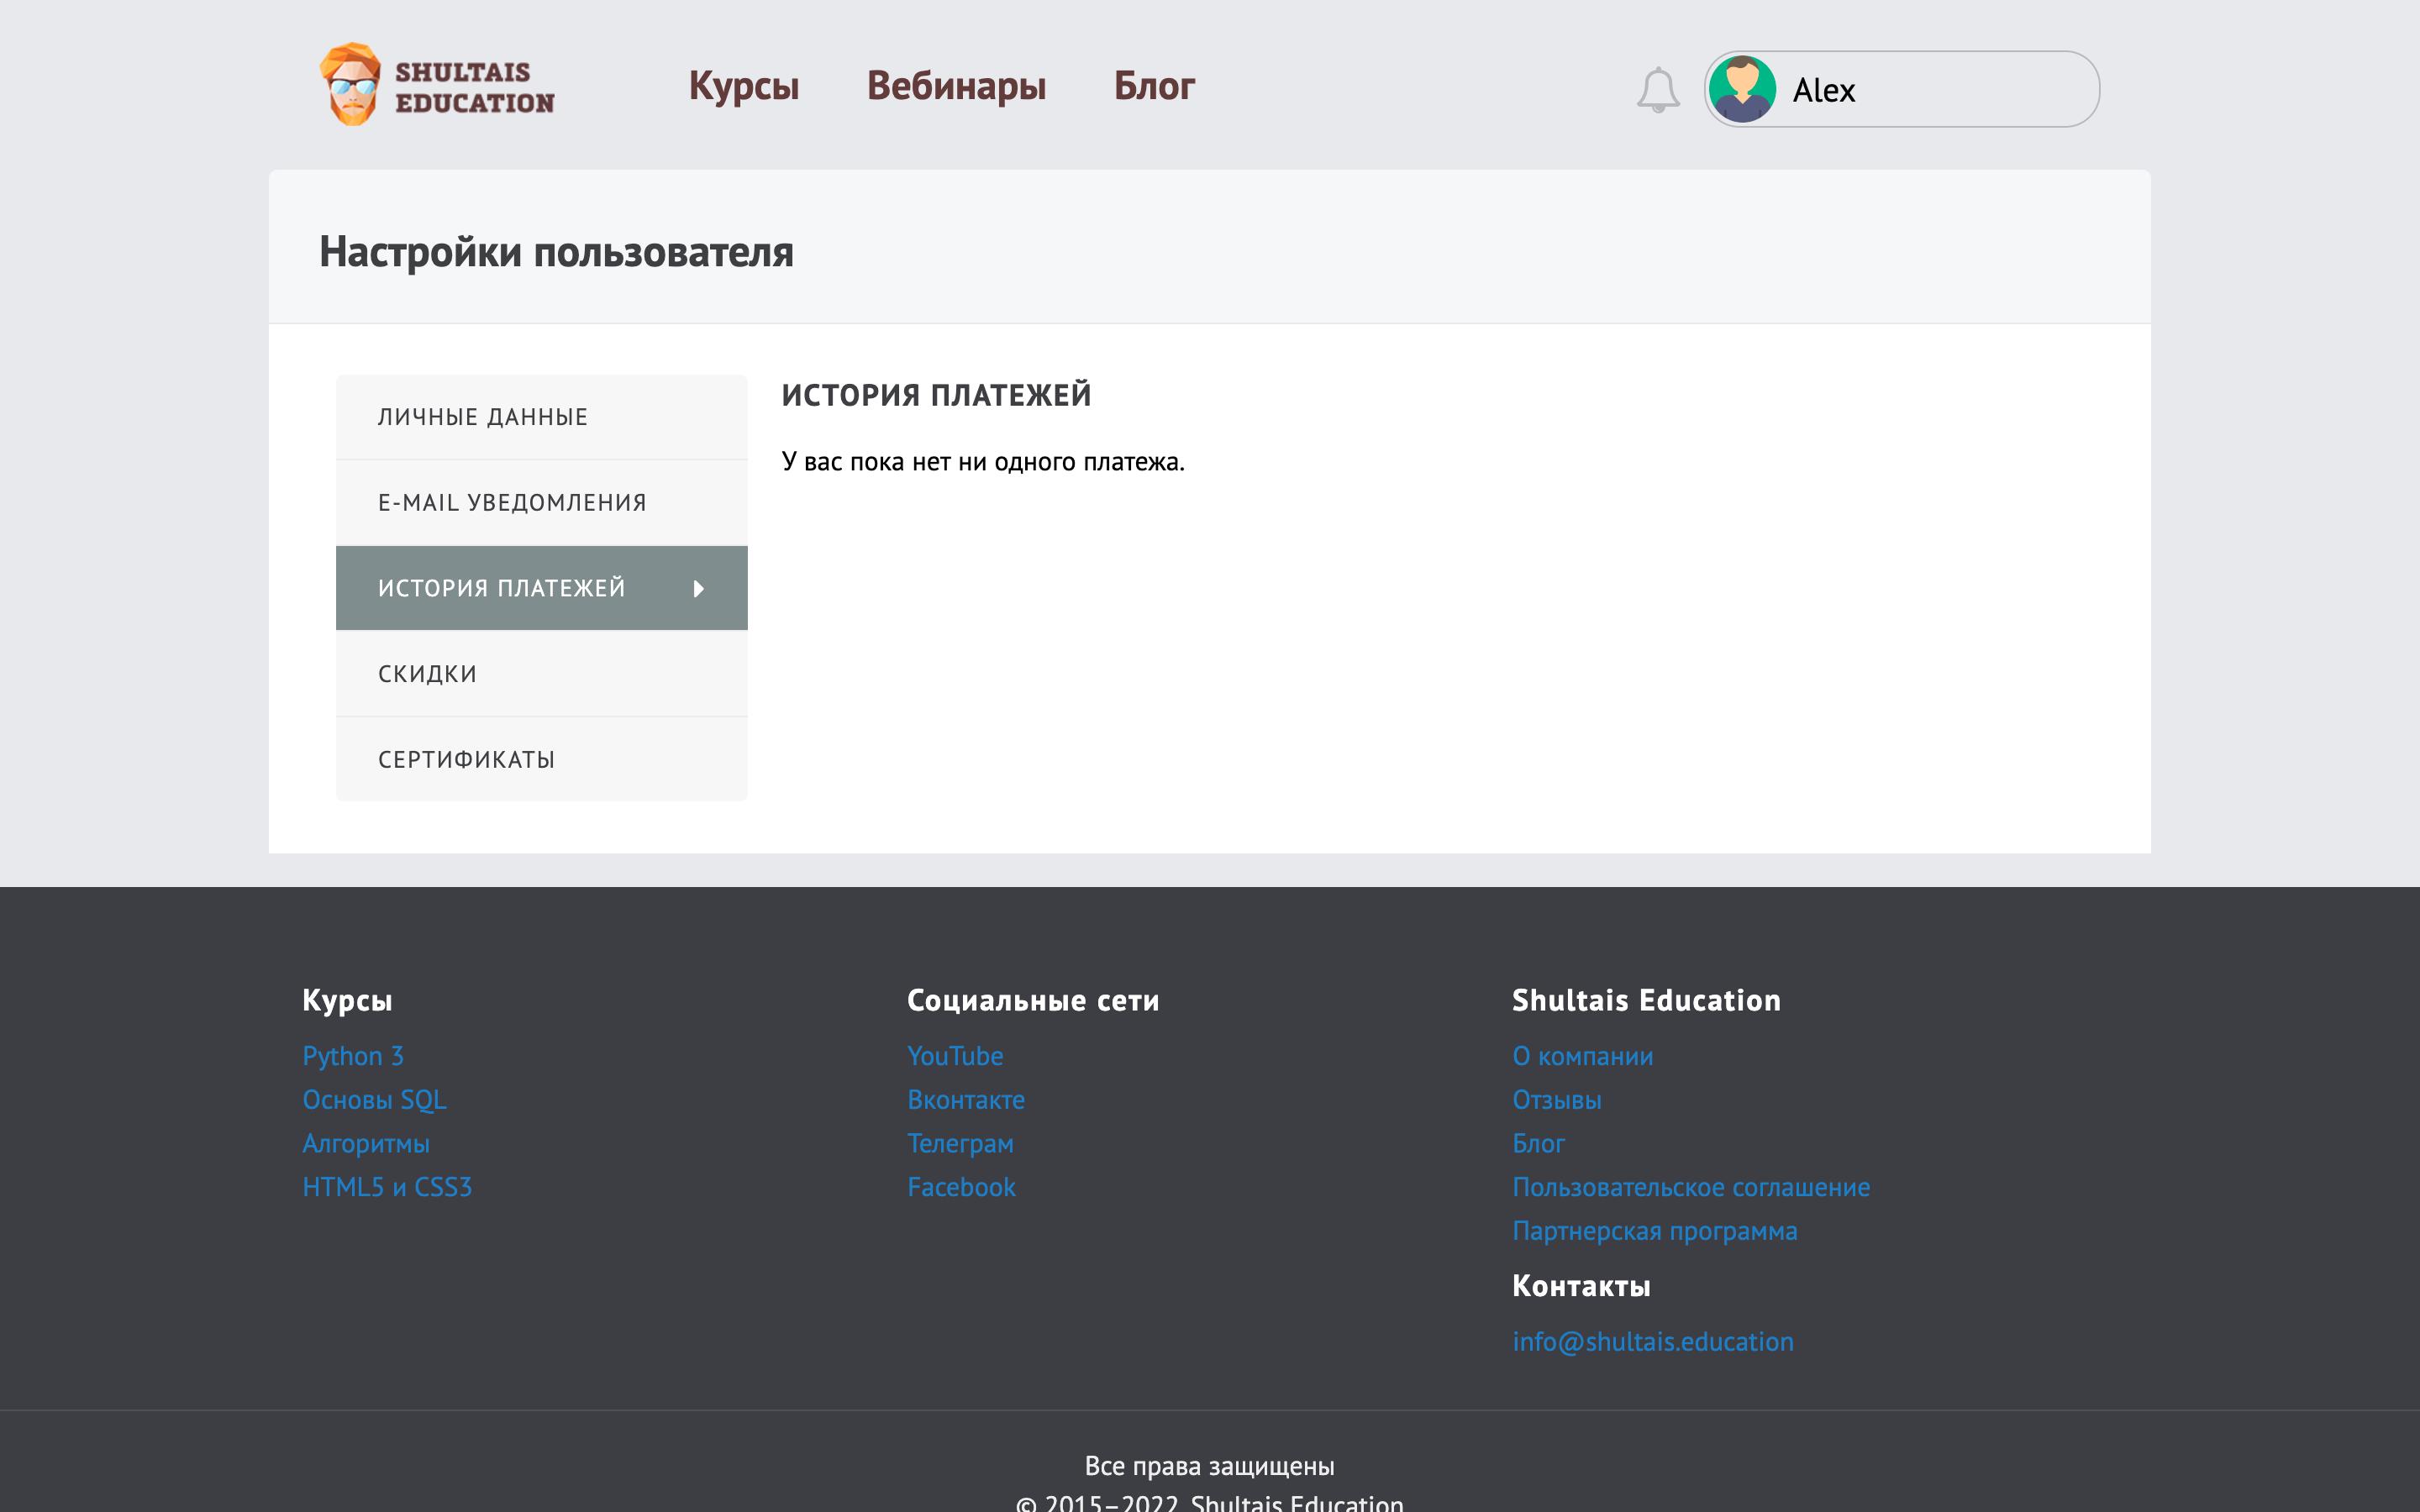 SHULTAIS
EDUCATION
Курсы
Вебинары
Блог
Alex
Настройки пользователя
ЛИЧНЫЕ ДАННЫЕ
E-MAIL УВЕДОМЛЕНИЯ
ИСТОРИЯ ПЛАТЕЖЕЙ
СКИДКИ
СЕРТИФИКАТЫ
ИСТОРИЯ ПЛАТЕЖЕЙ
У вас пока нет ни одного платежа.
Курсы
Python 3
Основы SQL
Алгоритмы
HTML5 и CSS3
Социальные сети
YouTube
Вконтакте
Телеграм
Facebook
Shultais Education
О компании
Отзывы
Блог
Пользовательское соглашение
Партнерская программа
Контакты
info@shultais.education
Все права защищены
© 2015–2022, Shultais Education